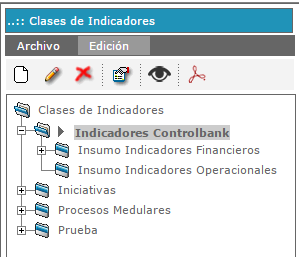 ..:: Clases de Indicadores
Archivo Edición
Clases de Indicadores
Indicadores Controlbank
Insumo Indicadores Financieros
Insumo Indicadores Operacionales
Iniciativas
Procesos Medulares
Prueba